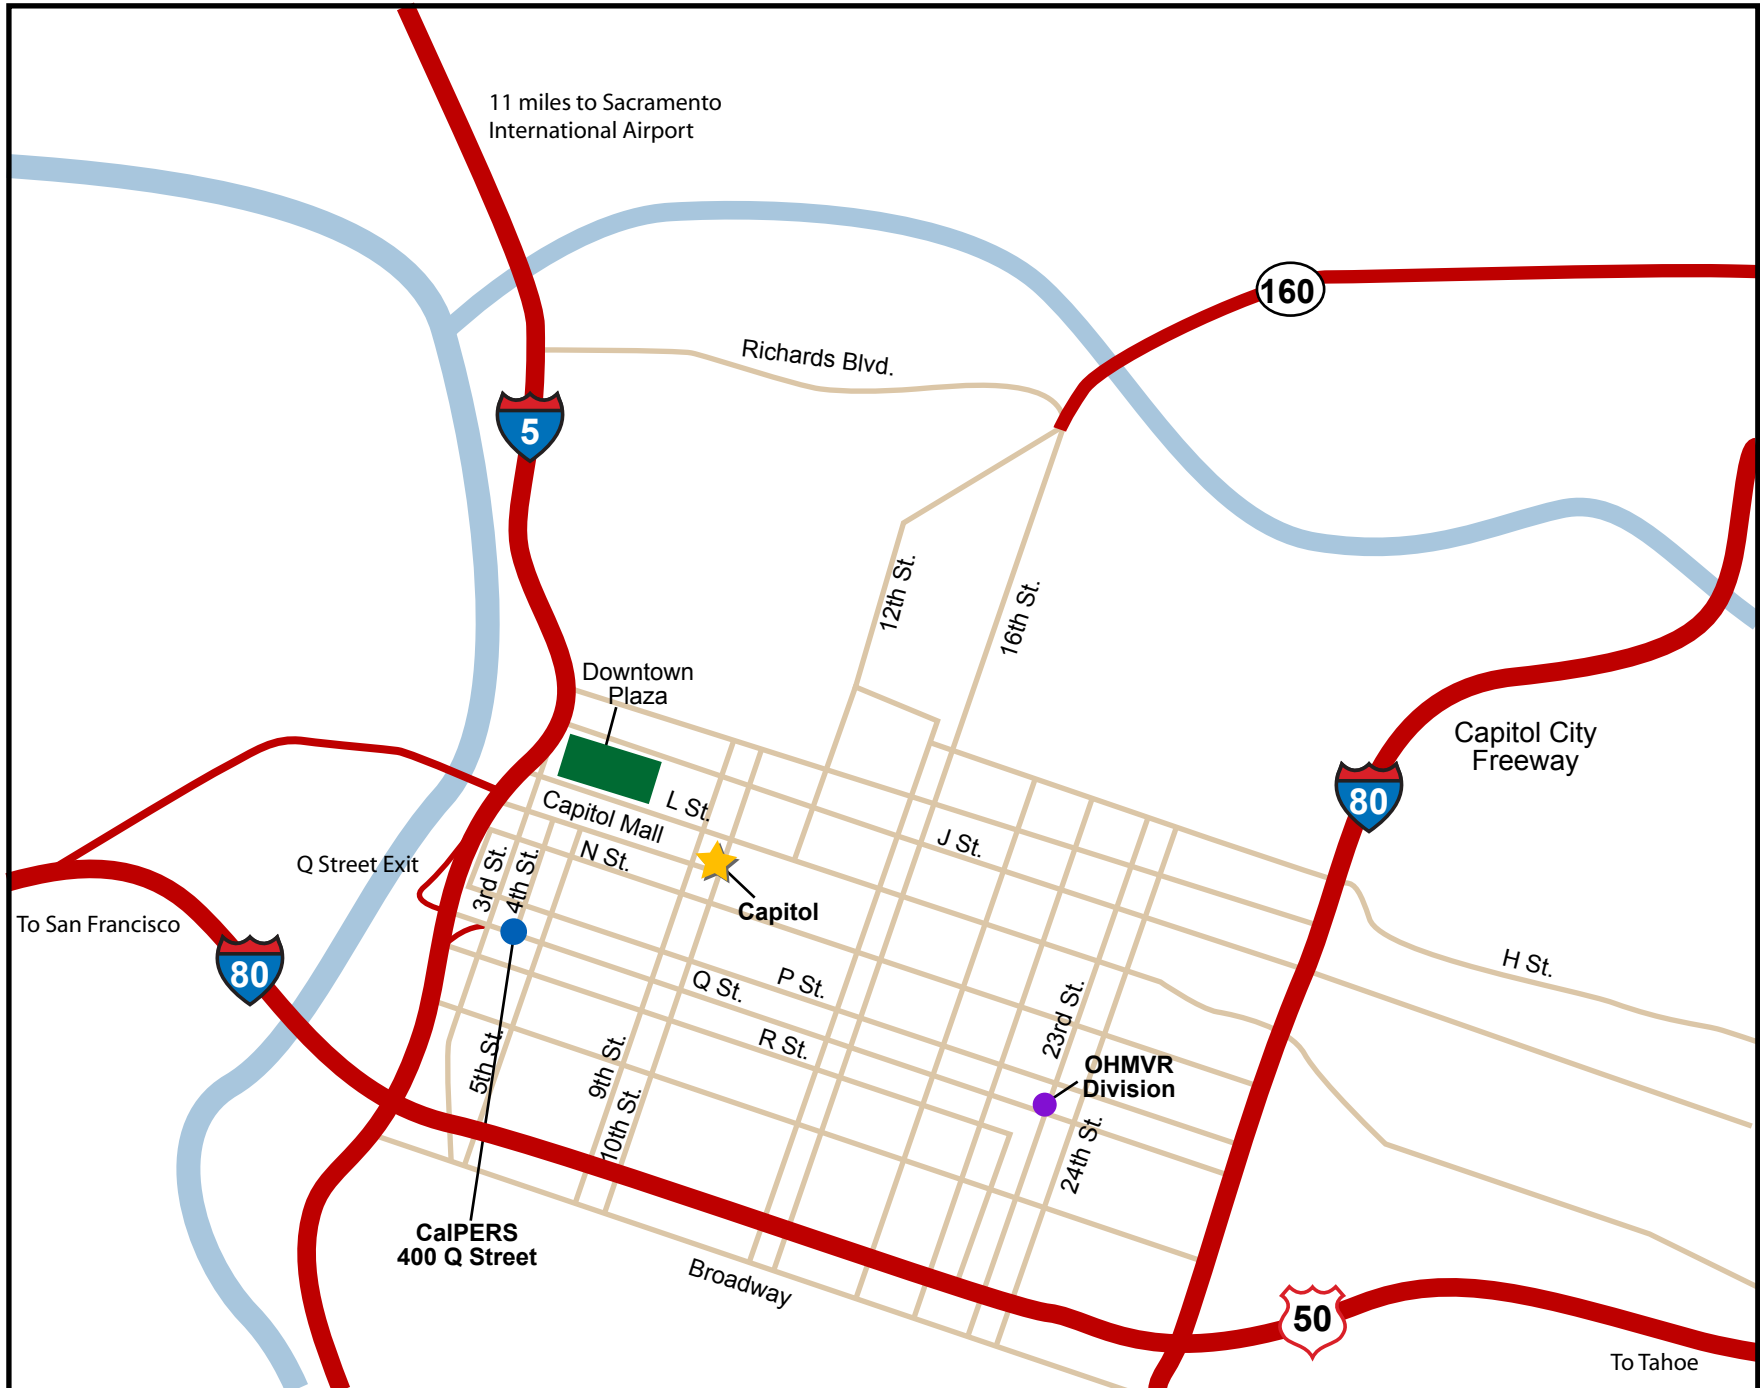 11 miles to Sacramento
International Airport
160
Richards Blvd.
5
12th St.
16th St.
Downtown
Plaza
Capitol City
Freeway
80
L St.
Capitol Mall
J St.
N St.
Q Street Exit
3rd St.
4th St.
Capitol
To San Francisco
80
H St.
P St.
Q St.
R St.
23rd St.
5th St.
9th St.
OHMVR
Division
10th St.
24th St.
CalPERS
400 Q Street
Broadway
50
To Tahoe